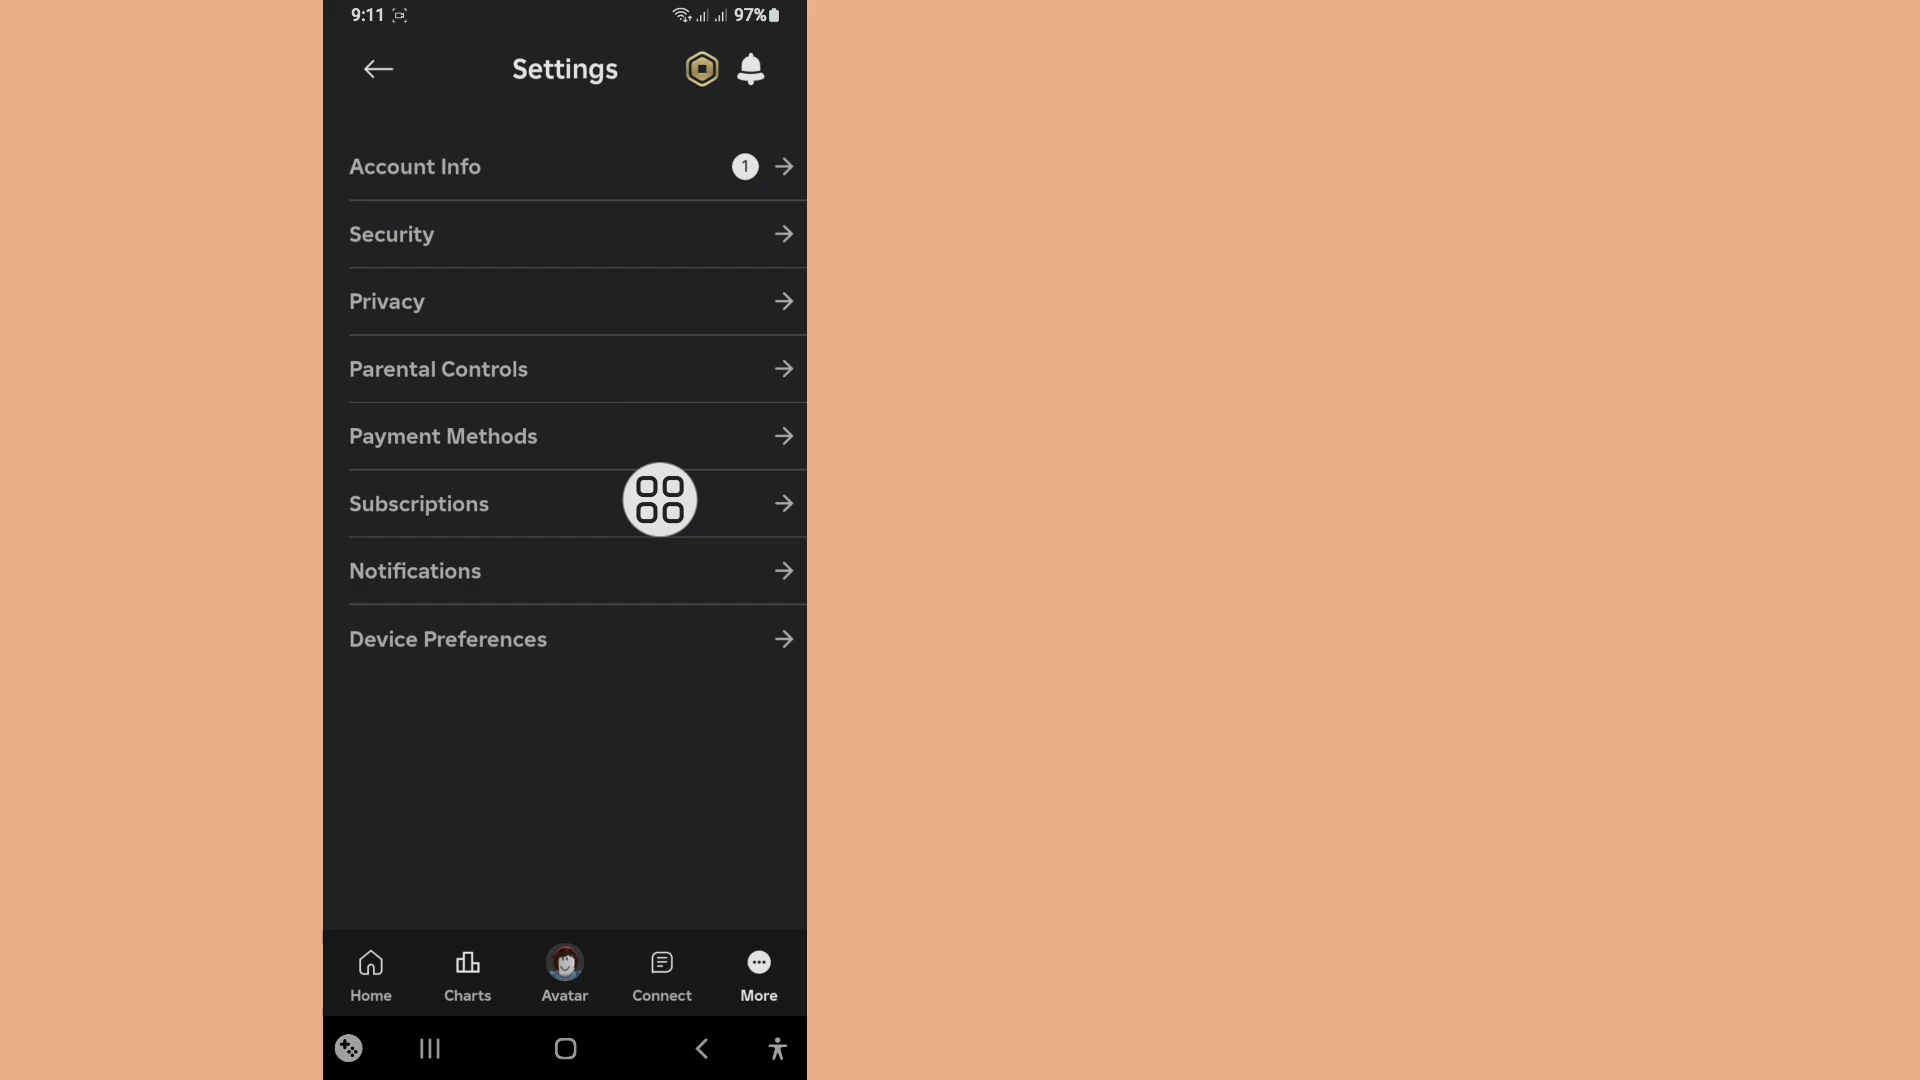 9:11
97%
Settings
Account Info
1
Security
Privacy
Parental Controls
Payment Methods
Subscriptions
Notifications
Device Preferences
Home
Charts
Avatar
Connect
More